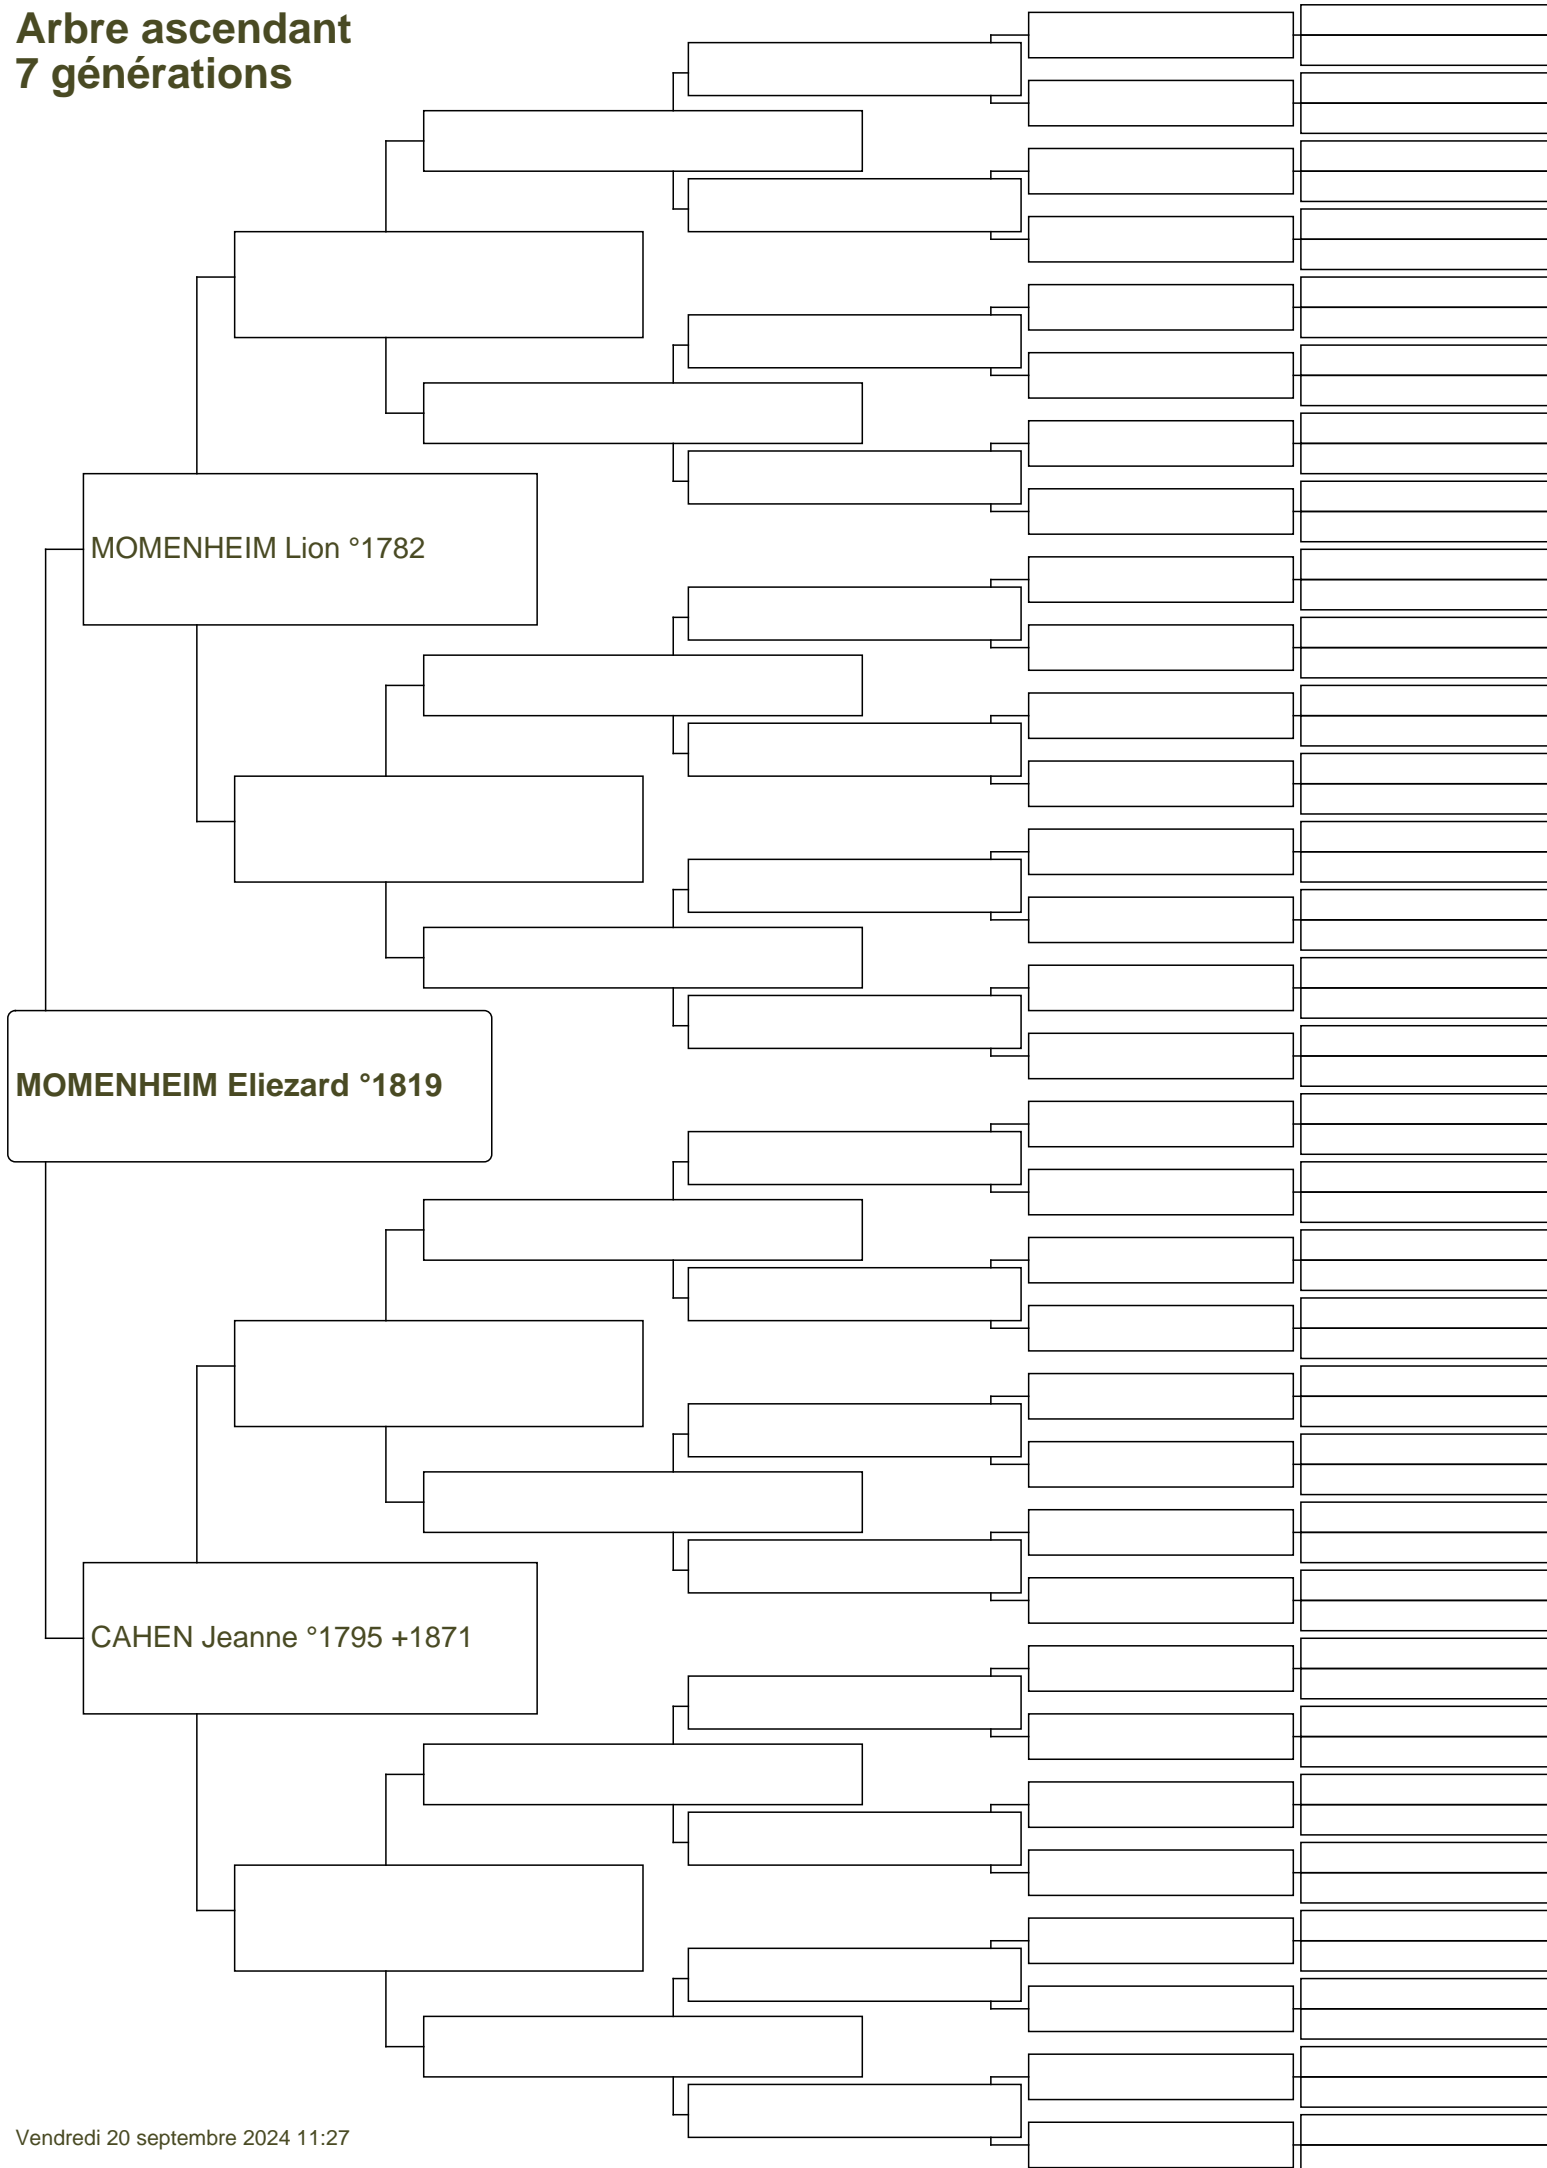 Arbre ascendant
7 générations
MOMENHEIM Lion °1782
MOMENHEIM Eliezard °1819
CAHEN Jeanne °1795 +1871
Vendredi 20 septembre 2024 11:27